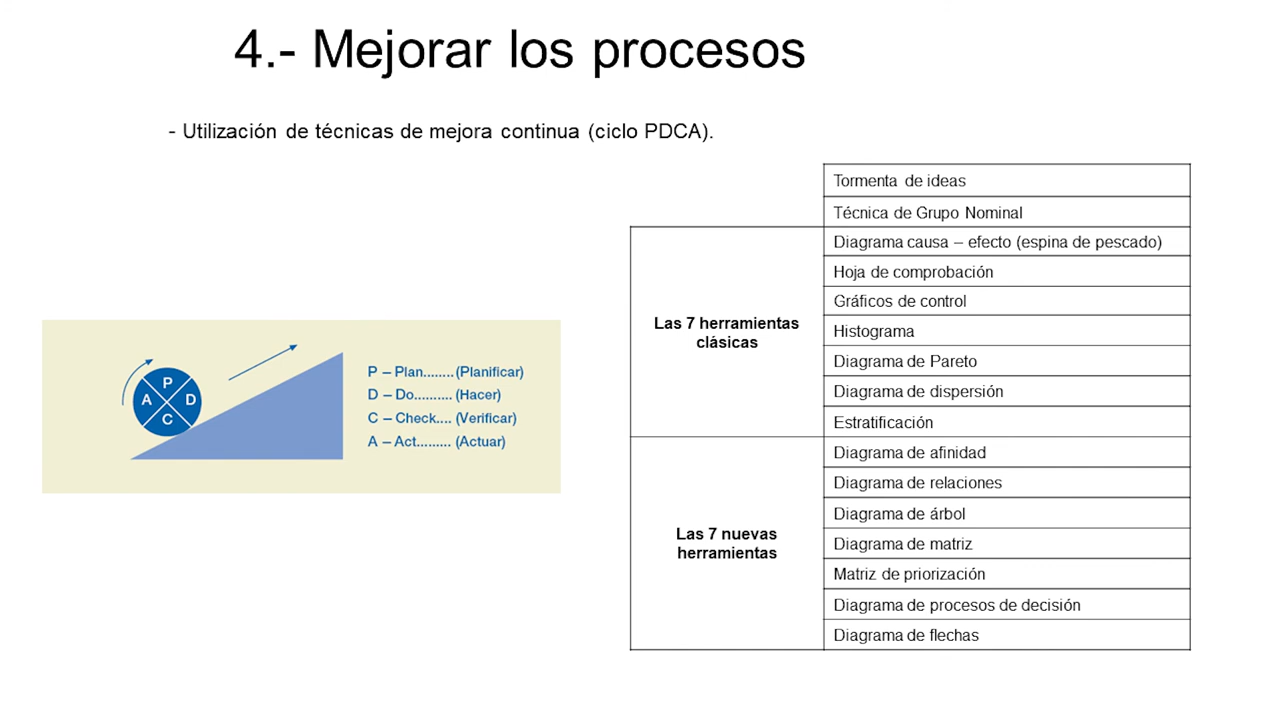 4.- Mejorar los procesos
- Utilización de técnicas de mejora continua (ciclo PDCA).
P
A D
C
P – Plan........(Planificar)
D – Do.......... (Hacer)
C – Check.... (Verificar)
A – Act......... (Actuar)
Tormenta de ideas
Técnica de Grupo Nominal
Las 7 herramientas
clásicas
Diagrama causa – efecto (espina de pescado)
Hoja de comprobación
Gráficos de control
Histograma
Diagrama de Pareto
Diagrama de dispersión
Estratificación
Las 7 nuevas
herramientas
Diagrama de afinidad
Diagrama de relaciones
Diagrama de árbol
Diagrama de matriz
Matriz de priorización
Diagrama de procesos de decisión
Diagrama de flechas